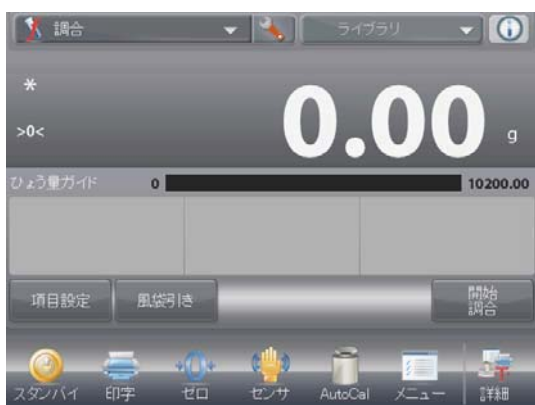 調合 ライブラリ
*
0.00 g
>0<
ひょう量ガイド 0 10200.00
項目設定 風袋引き 開始
調合
スタンバイ 印字 ゼロ センサ AutoCal メニュー 詳細